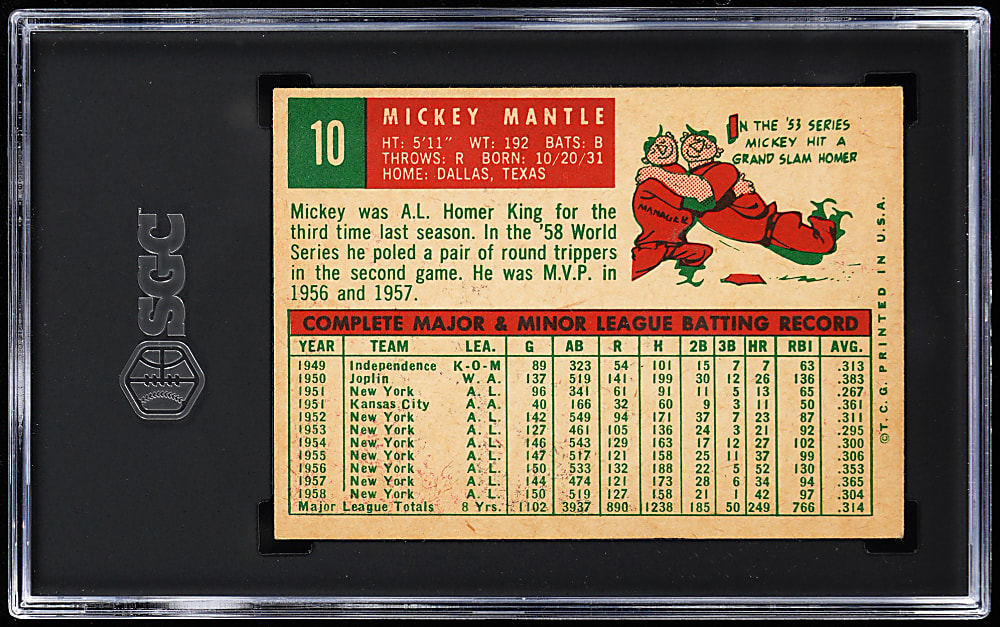 SGC
10
MICKEY MANTLE
HT: 5'11" WT: 192 BATS: B
THROWS: R BORN: 10/20/31
HOME: DALLAS, TEXAS
IN THE '53 SERIES
MICKEY HIT A
GRAND SLAM HOMER
MANAGER
Mickey was A.L. Homer King for the
third time last season. In the '58 World
Series he poled a pair of round trippers
in the second game. He was M.V.P. in
1956 and 1957.
COMPLETE MAJOR & MINOR LEAGUE BATTING RECORD
YEAR TEAM LEA. G AB R H 2B 3B HR RBI AVG.
1949 Independence K-O-M 89 323 54 101 15 7 7 63 .313
1950 Joplin W. A. 137 519 141 199 30 12 26 136 .383
1951 New York A. L. 96 341 61 91 11 5 13 65 .267
1951 Kansas City A. A. 40 166 32 60 9 3 11 50 .361
1952 New York A. L. 142 549 94 171 37 7 23 87 .311
1953 New York A. L. 127 461 105 136 24 3 21 92 .295
1954 New York A. L. 146 543 129 163 17 12 27 102 .300
1955 New York A. L. 147 517 121 158 25 11 37 99 .306
1956 New York A. L. 150 533 132 188 22 5 52 130 .353
1957 New York A. L. 144 474 121 173 28 6 34 94 .365
1958 New York A. L. 150 519 127 158 21 1 42 97 .304
Major League Totals 8 Yrs. 1102 3937 890 1238 185 50 249 766 .314
©T. C. G. PRINTED IN U.S.A.